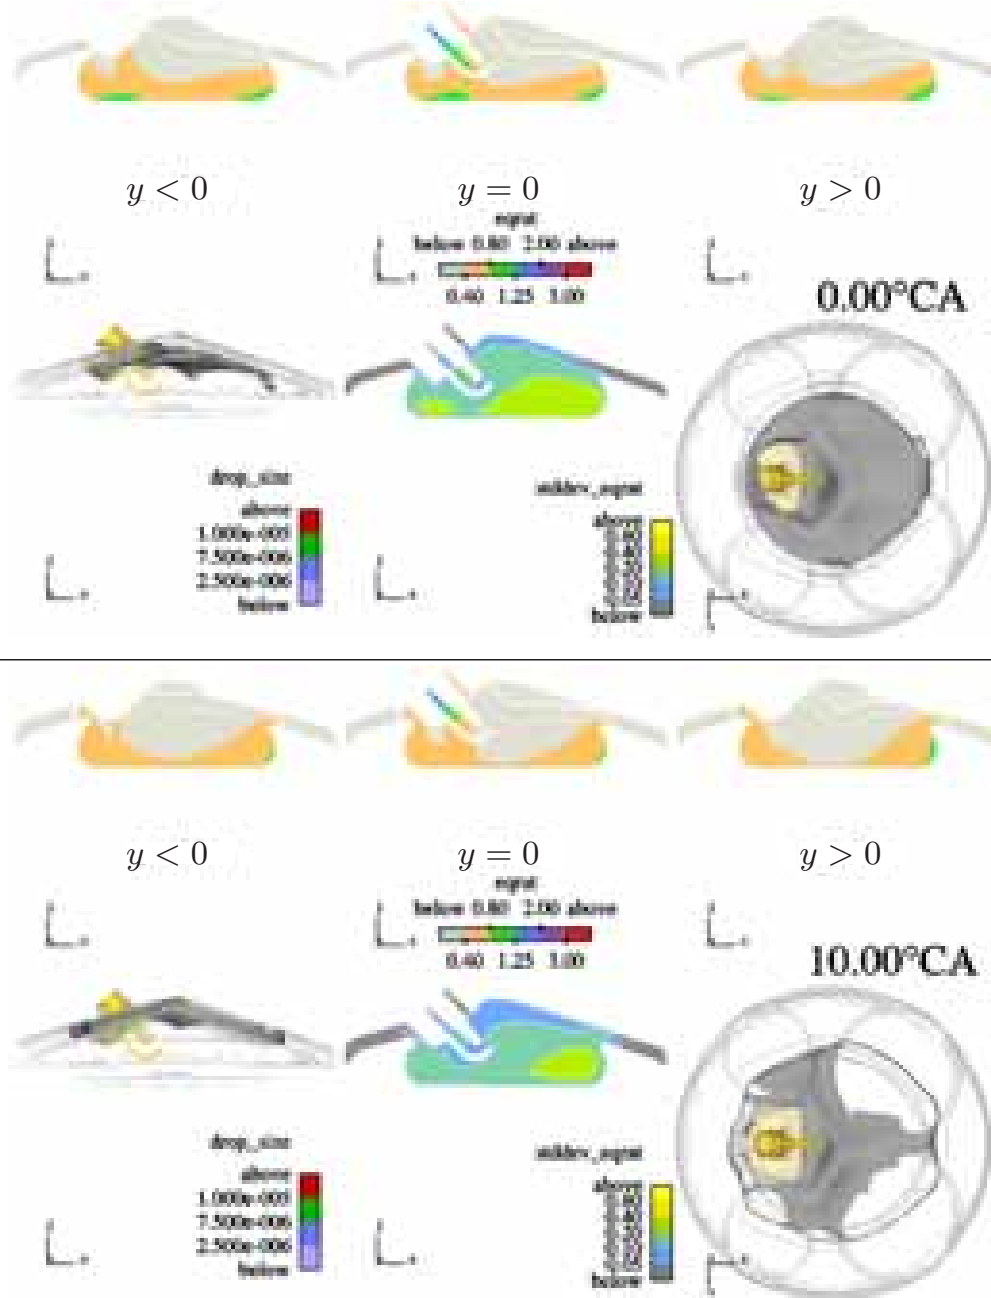 y < 0 y = 0 y > 0
eqrat
below 0.80 2.00 above
0.40 1.25 3.00
0.00°CA
drop_size
above
1.000e-005
7.500e-006
2.500e-006
below
above
below
y < 0 y = 0 y > 0
eqrat
below 0.80 2.00 above
0.40 1.25 3.00
10.00°CA
drop_size
above
1.000e-005
7.500e-006
2.500e-006
below
above
below